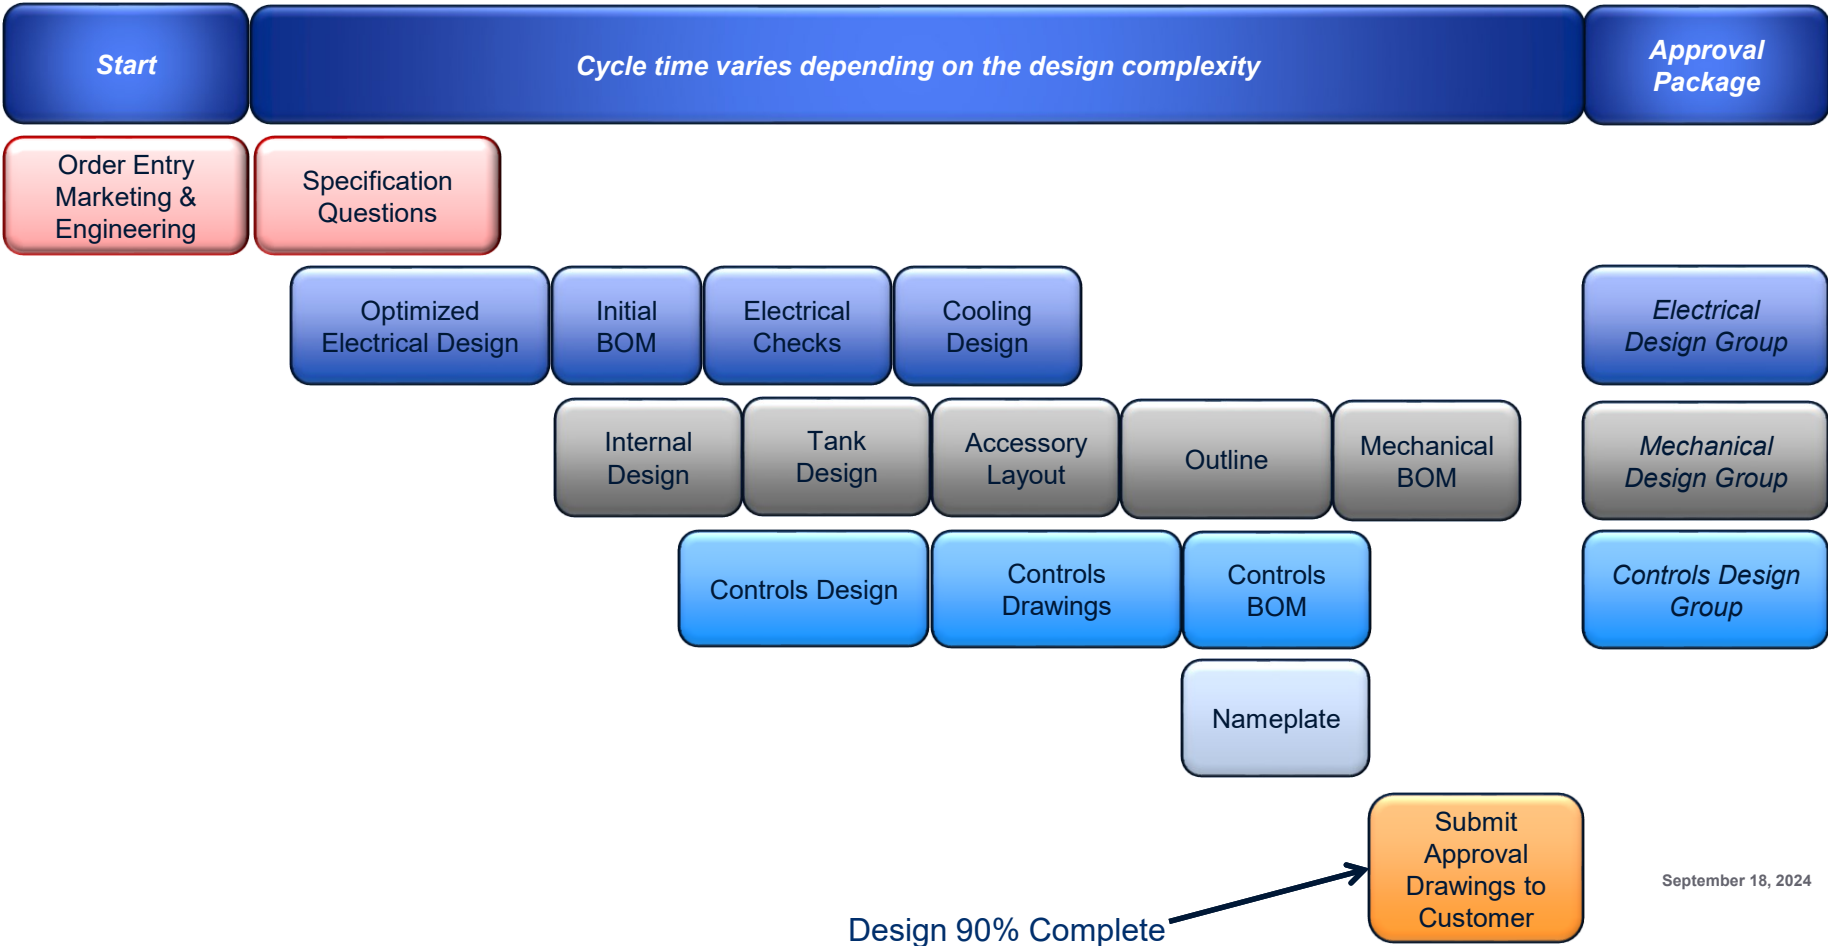 Start
Cycle time varies depending on the design complexity
Approval
Package
Order Entry
Marketing &
Engineering
Specification
Questions
Optimized
Electrical Design
Initial
BOM
Electrical
Checks
Cooling
Design
Electrical
Design Group
Internal
Design
Tank
Design
Accessory
Layout
Outline
Mechanical
BOM
Mechanical
Design Group
Controls Design
Controls
Drawings
Controls
BOM
Controls Design
Group
Nameplate
Submit
Approval
Drawings to
Customer
September 18, 2024
Design 90% Complete